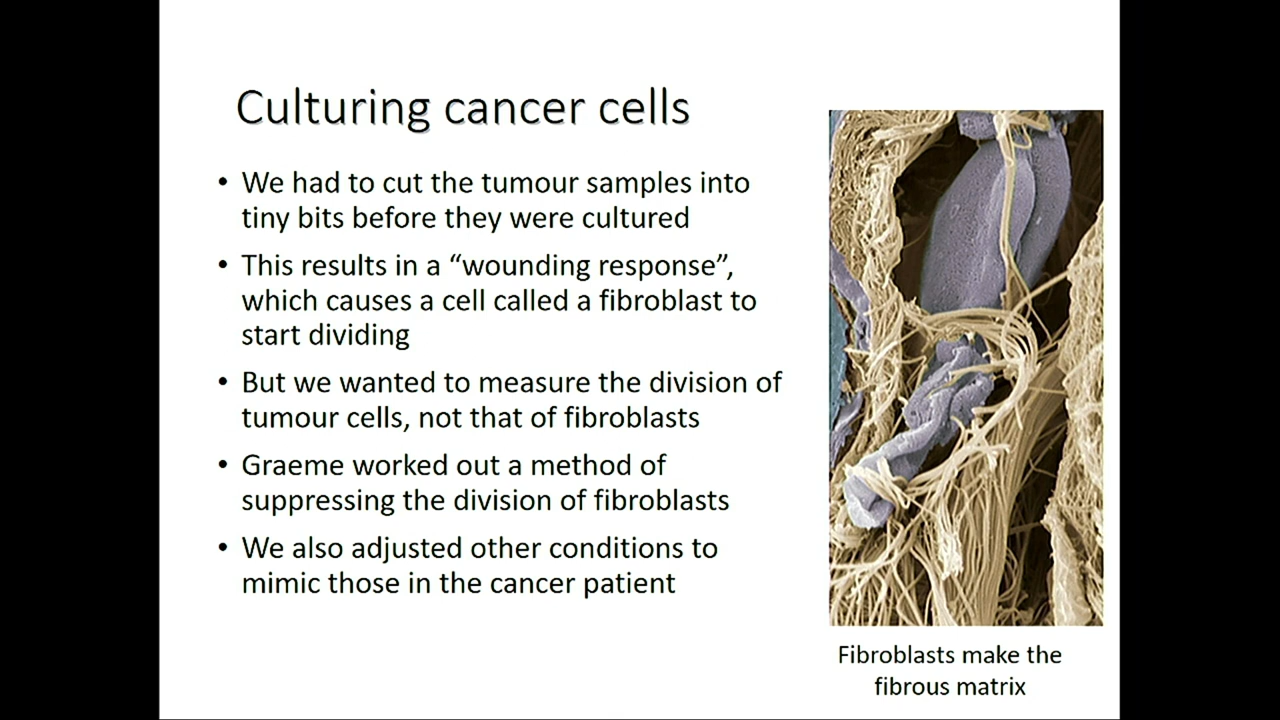 Culturing cancer cells
• We had to cut the tumour samples into
tiny bits before they were cultured
• This results in a “wounding response”,
which causes a cell called a fibroblast to
start dividing
• But we wanted to measure the division of
tumour cells, not that of fibroblasts
• Graeme worked out a method of
suppressing the division of fibroblasts
• We also adjusted other conditions to
mimic those in the cancer patient
Fibroblasts make the
fibrous matrix